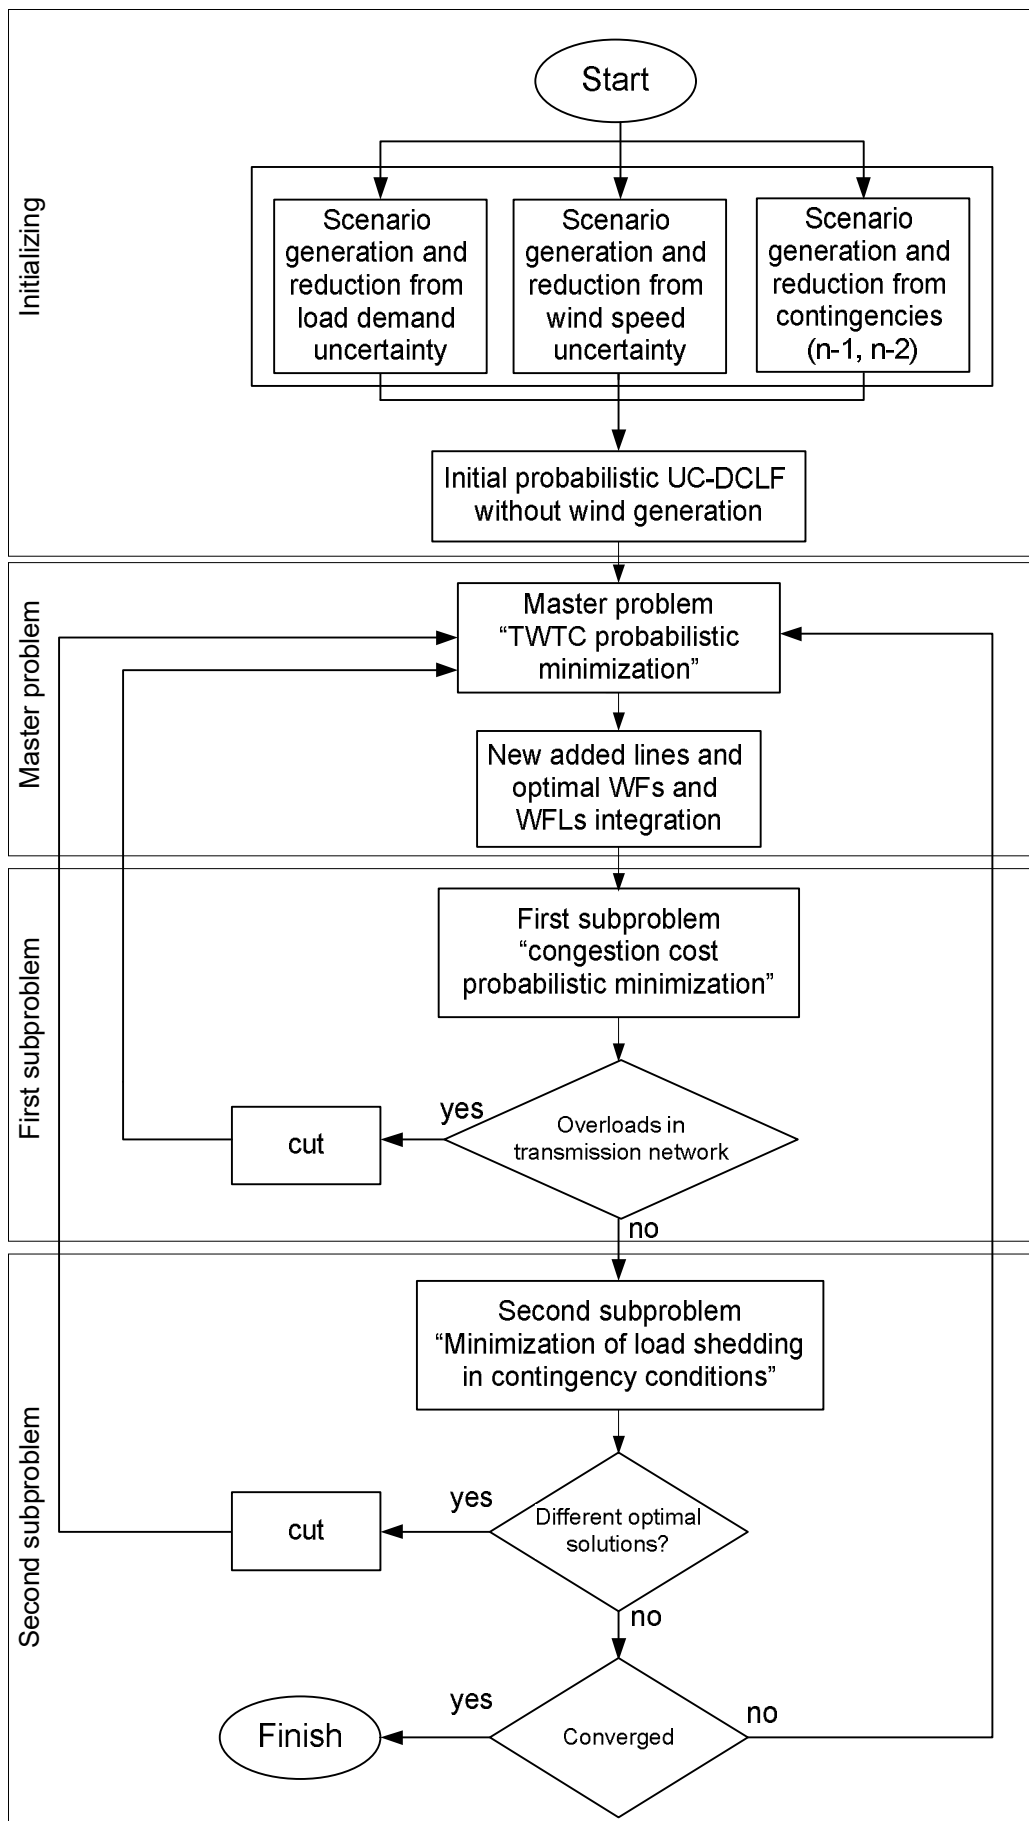 Initializing
Start
Scenario
generation and
reduction from
load demand
uncertainty
Scenario
generation and
reduction from
wind speed
uncertainty
Scenario
generation and
reduction from
contingencies
(n-1, n-2)
Initial probabilistic UC-DCLF
without wind generation
Master problem
Master problem
“TWTC probabilistic
minimization”
New added lines and
optimal WFs and
WFLs integration
First subproblem
First subproblem
“congestion cost
probabilistic minimization”
Overloads in
transmission network
yes
cut
no
Second subproblem
Second subproblem
“Minimization of load shedding
in contingency conditions”
Different optimal
solutions?
yes
cut
no
Converged
yes
Finish
no